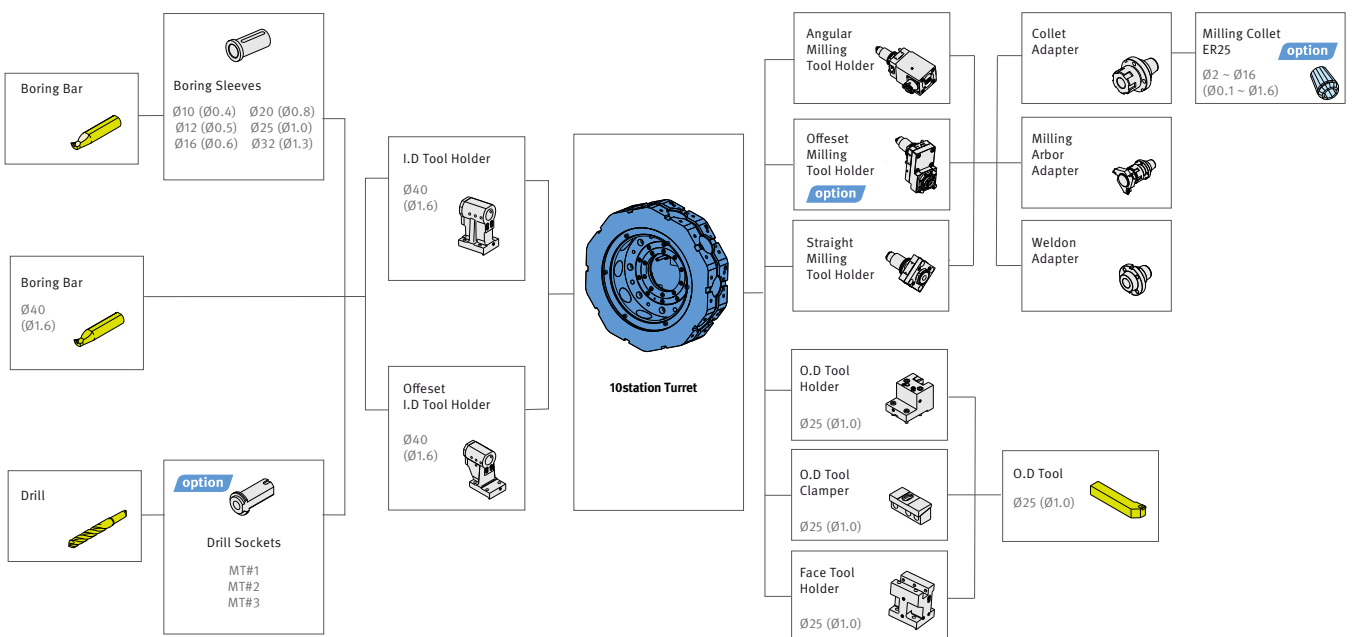 Boring Bar
Boring Sleeves
Ø10 (Ø0.4) Ø20 (Ø0.8)
Ø12 (Ø0.5) Ø25 (Ø1.0)
Ø16 (Ø0.6) Ø32 (Ø1.3)
Boring Bar
Ø40
(Ø1.6)
Drill
option
Drill Sockets
MT#1
MT#2
MT#3
I.D Tool Holder
Ø40
(Ø1.6)
Offeset
I.D Tool Holder
Ø40
(Ø1.6)
10station Turret
Angular
Milling
Tool Holder
Offeset
Milling
Tool Holder
option
Straight
Milling
Tool Holder
O.D Tool
Holder
Ø25 (Ø1.0)
O.D Tool
Clamper
Ø25 (Ø1.0)
Face Tool
Holder
Ø25 (Ø1.0)
Collet
Adapter
Milling
Arbor
Adapter
Weldon
Adapter
O.D Tool
Ø25 (Ø1.0)
Milling Collet
ER25
option
Ø2 ~ Ø16
(Ø0.1 ~ Ø1.6)